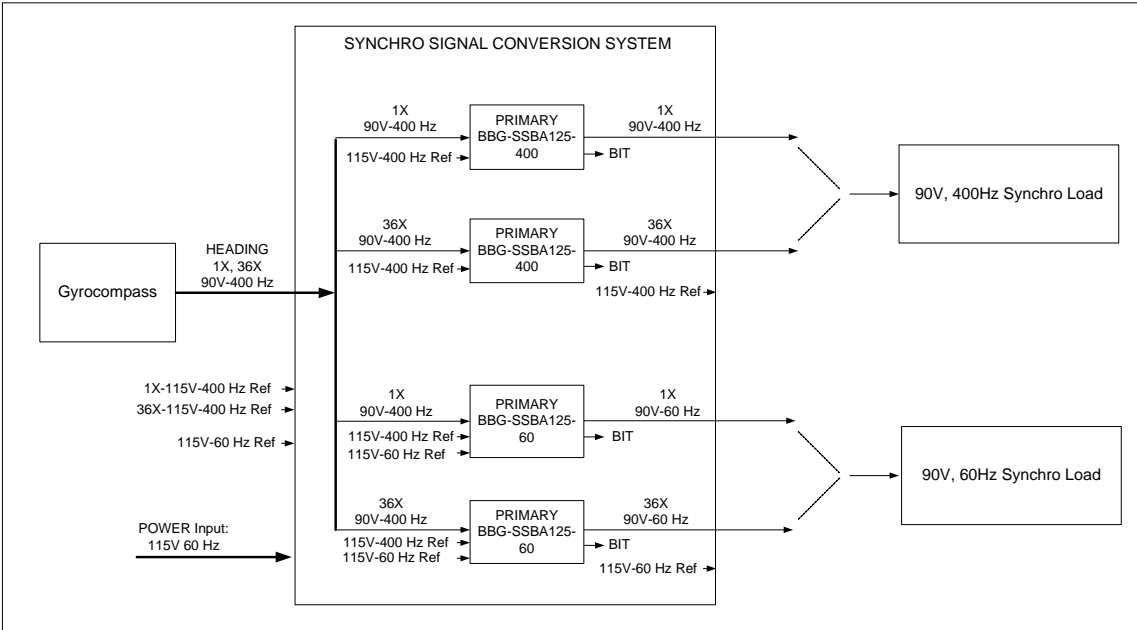 SYNCHRO SIGNAL CONVERSION SYSTEM
1X
90V-400 Hz
115V-400 Hz Ref
PRIMARY
BBG-SSBA125-
400
BIT
1X
90V-400 Hz
36X
90V-400 Hz
115V-400 Hz Ref
PRIMARY
BBG-SSBA125-
400
BIT
36X
90V-400 Hz
115V-400 Hz Ref
90V, 400Hz Synchro Load
Gyrocompass
HEADING
1X, 36X
90V-400 Hz
1X-115V-400 Hz Ref
36X-115V-400 Hz Ref
115V-60 Hz Ref
POWER Input:
115V 60 Hz
1X
90V-400 Hz
115V-400 Hz Ref
115V-60 Hz Ref
PRIMARY
BBG-SSBA125-
60
BIT
1X
90V-60 Hz
36X
90V-400 Hz
115V-400 Hz Ref
115V-60 Hz Ref
PRIMARY
BBG-SSBA125-
60
BIT
36X
90V-60 Hz
115V-60 Hz Ref
90V, 60Hz Synchro Load